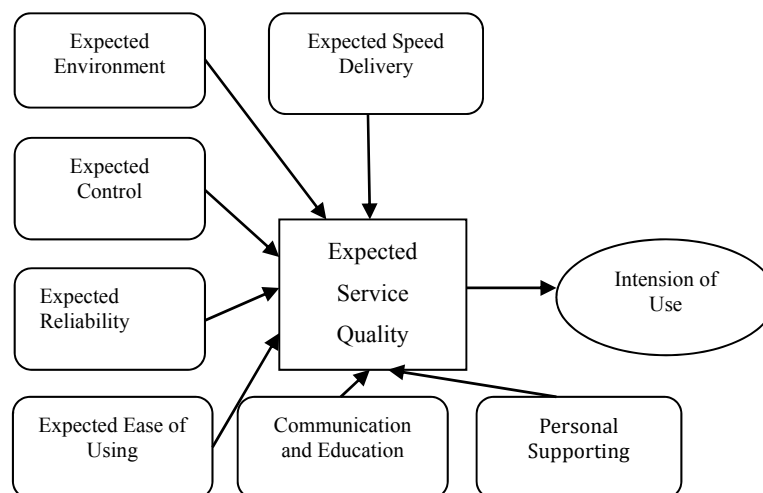 Expected
Environment
Expected Speed
Delivery
Expected
Control
Expected
Service
Quality
Intension of
Use
Expected
Reliability
Expected Ease of
Using
Communication
and Education
Personal
Supporting